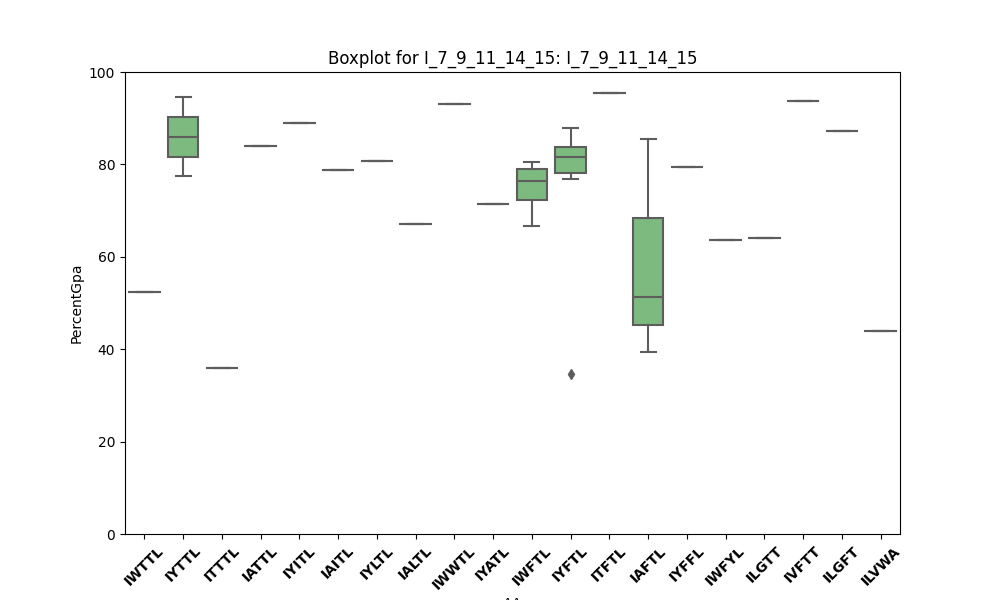 Boxplot for I_7_9_11_14_15: I_7_9_11_14_15
100
80
60
40
20
0
PercentGpa
IWTTL
IYTTL
ITTTL
IATTL
IYITL
IAITL
IYLTL
IALTL
IWWTL
IYATL
IWFTL
IYFTL
ITFTL
IAFTL
IYFFL
IWFYL
ILGTT
IVFTT
ILGFT
ILVWA